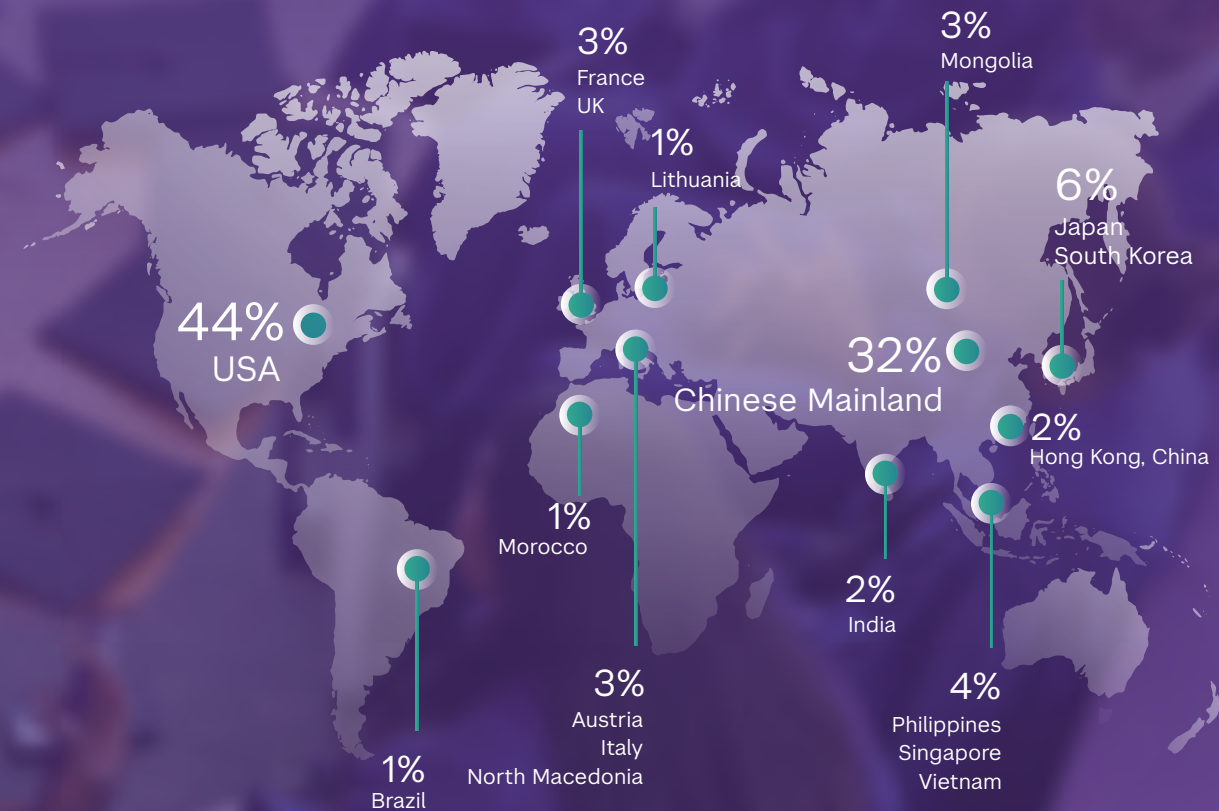 3%
France
UK
3%
Mongolia
1%
Lithuania
6%
Japan
South Korea
44%
USA
32%
Chinese Mainland
2%
Hong Kong, China
1%
Morocco
2%
India
3%
Austria
Italy
North Macedonia
4%
Philippines
Singapore
Vietnam
1%
Brazil